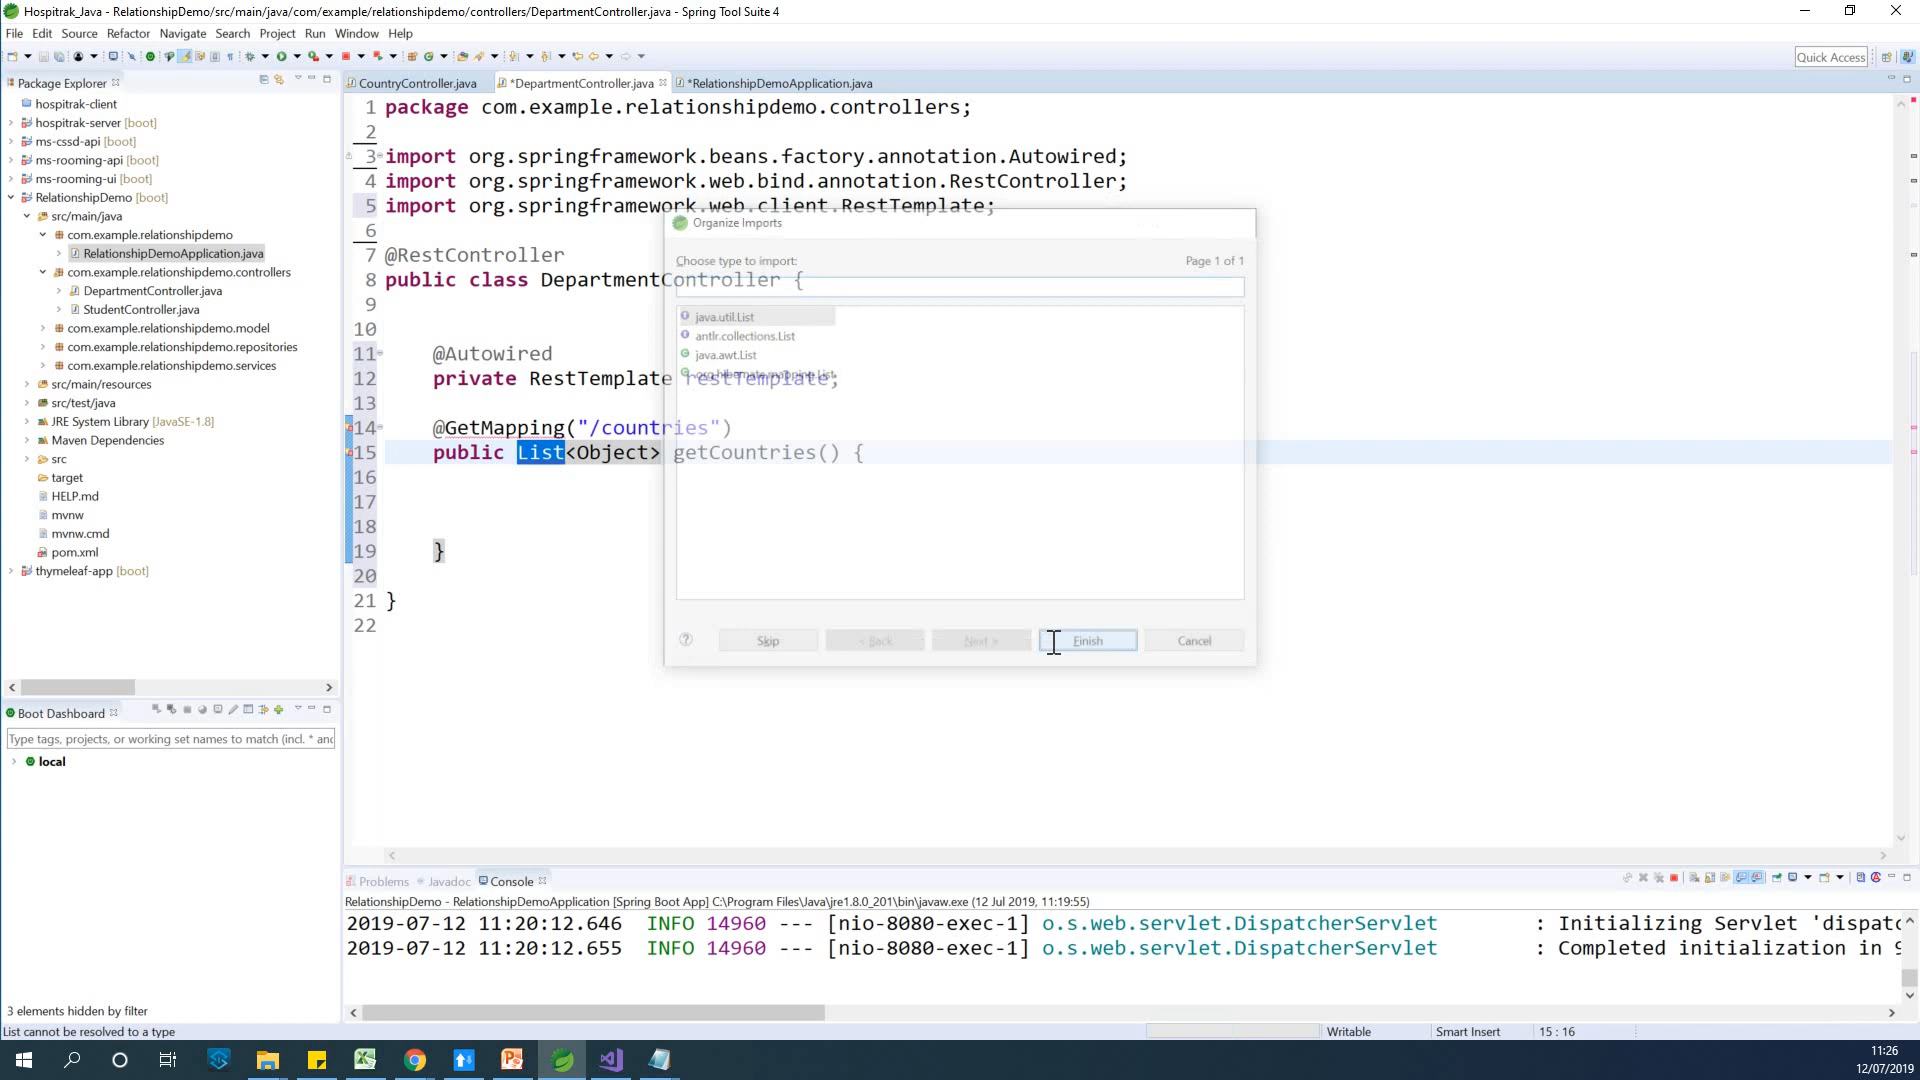 Hospitrak_Java - RelationshipDemo/src/main/java/com/example/relationshipdemo/controllers/DepartmentController.java - Spring Tool Suite 4
File Edit Source Refactor Navigate Search Project Run Window Help
Quick Access
Package Explorer
hospitrak-client
hospitrak-server [boot]
ms-cssd-api [boot]
ms-rooming-api [boot]
ms-rooming-ui [boot]
RelationshipDemo [boot]
src/main/java
com.example.relationshipdemo
RelationshipDemoApplication.java
com.example.relationshipdemo.controllers
DepartmentController.java
StudentController.java
com.example.relationshipdemo.model
com.example.relationshipdemo.repositories
com.example.relationshipdemo.services
src/main/resources
src/test/java
JRE System Library [JavaSE-1.8]
Maven Dependencies
src
target
HELP.md
mvnw
mvnw.cmd
pom.xml
thymeleaf-app [boot]
Boot Dashboard
Type tags, projects, or working set names to match (incl. * and
local
3 elements hidden by filter
CountryController.java *DepartmentController.java *RelationshipDemoApplication.java
1 package com.example.relationshipdemo.controllers;
2
3 import org.springframework.beans.factory.annotation.Autowired;
4 import org.springframework.web.bind.annotation.RestController;
5 import org.springframework.web.client.RestTemplate;
6
7 @RestController
8 public class DepartmentController {
9
10
11 @Autowired
12 private RestTemplate restTemplate;
13
14 @GetMapping("/countries")
15 public List<Object> getCountries() {
16
17
18
19 }
20
21 }
22
Organize Imports
Choose type to import: Page 1 of 1
java.util.List
antlr.collections.List
java.awt.List
org.hibernate.mapping.List
Skip < Back Next > Finish Cancel
Problems Javadoc Console
RelationshipDemo - RelationshipDemoApplication [Spring Boot App] C:\Program Files\Java\jre1.8.0_201\bin\javaw.exe (12 Jul 2019, 11:19:55)
2019-07-12 11:20:12.646 INFO 14960 --- [nio-8080-exec-1] o.s.web.servlet.DispatcherServlet : Initializing Servlet 'dispatc
2019-07-12 11:20:12.655 INFO 14960 --- [nio-8080-exec-1] o.s.web.servlet.DispatcherServlet : Completed initialization in 9
List cannot be resolved to a type Writable Smart Insert 15 : 16
11:26
12/07/2019